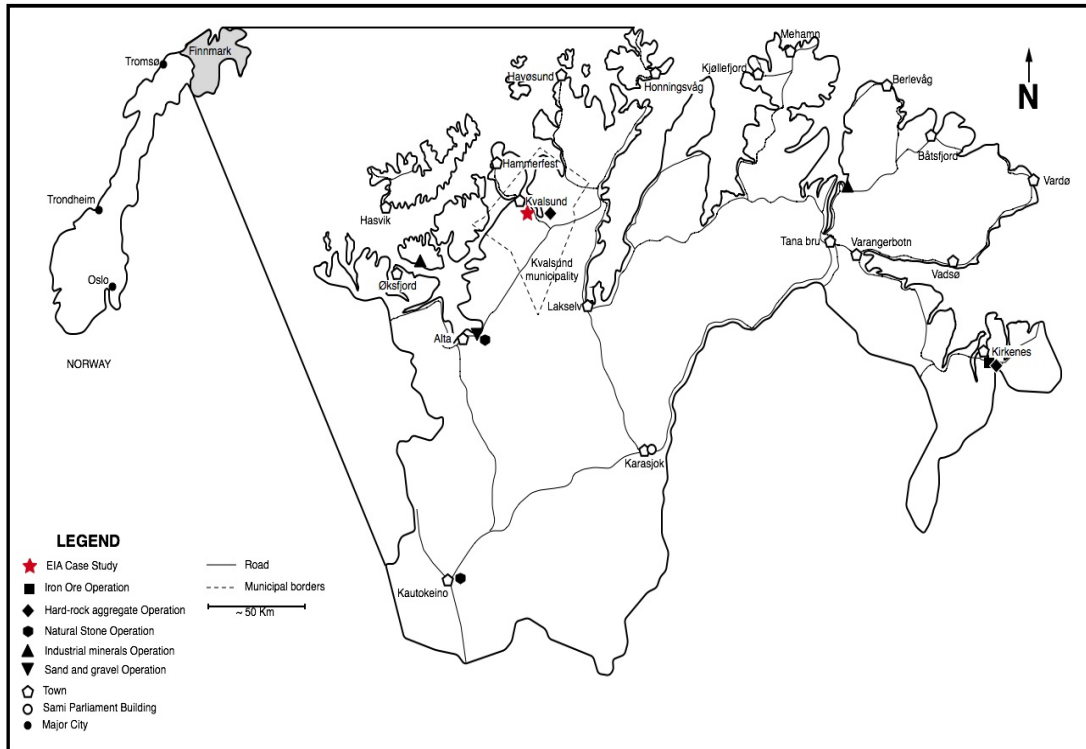 Finnmark
Tromsø
Trondheim
Oslo
NORWAY
Mehamn
Kjøllefjord
Havøsund
Honningsvåg
Berlevåg
N
Båtsfjord
Hammerfest
Vardø
Kvalsund
Hasvik
Tana bru
Varangerbotn
Kvalsund
municipality
Vadsø
Øksfjord
Lakselv
Alta
Kirkenes
Karasjok
Kautokeino
LEGEND
EIA Case Study
Iron Ore Operation
Hard-rock aggregate Operation
Natural Stone Operation
Industrial minerals Operation
Sand and gravel Operation
Town
Sami Parliament Building
Major City
Road
Municipal borders
~ 50 Km